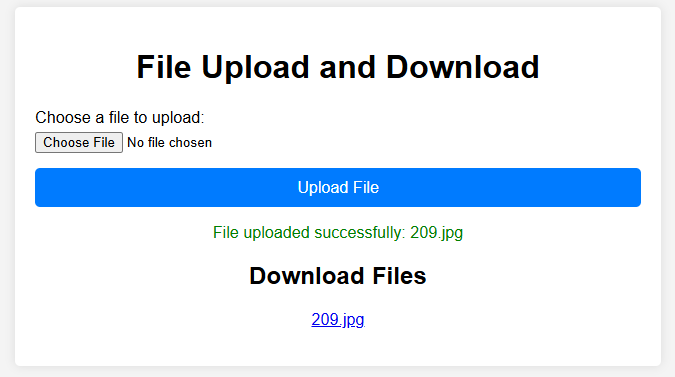 File Upload and Download
Choose a file to upload:
Choose File No file chosen
Upload File
File uploaded successfully: 209.jpg
Download Files
209.jpg